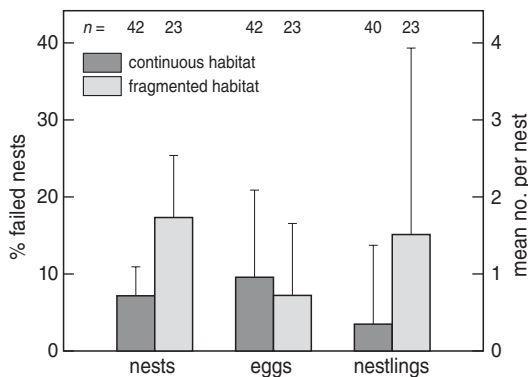 n = 42 23 42 23 40 23
continuous habitat
fragmented habitat
% failed nests
40
30
20
10
0
mean no. per nest
4
3
2
1
0
nests eggs nestlings